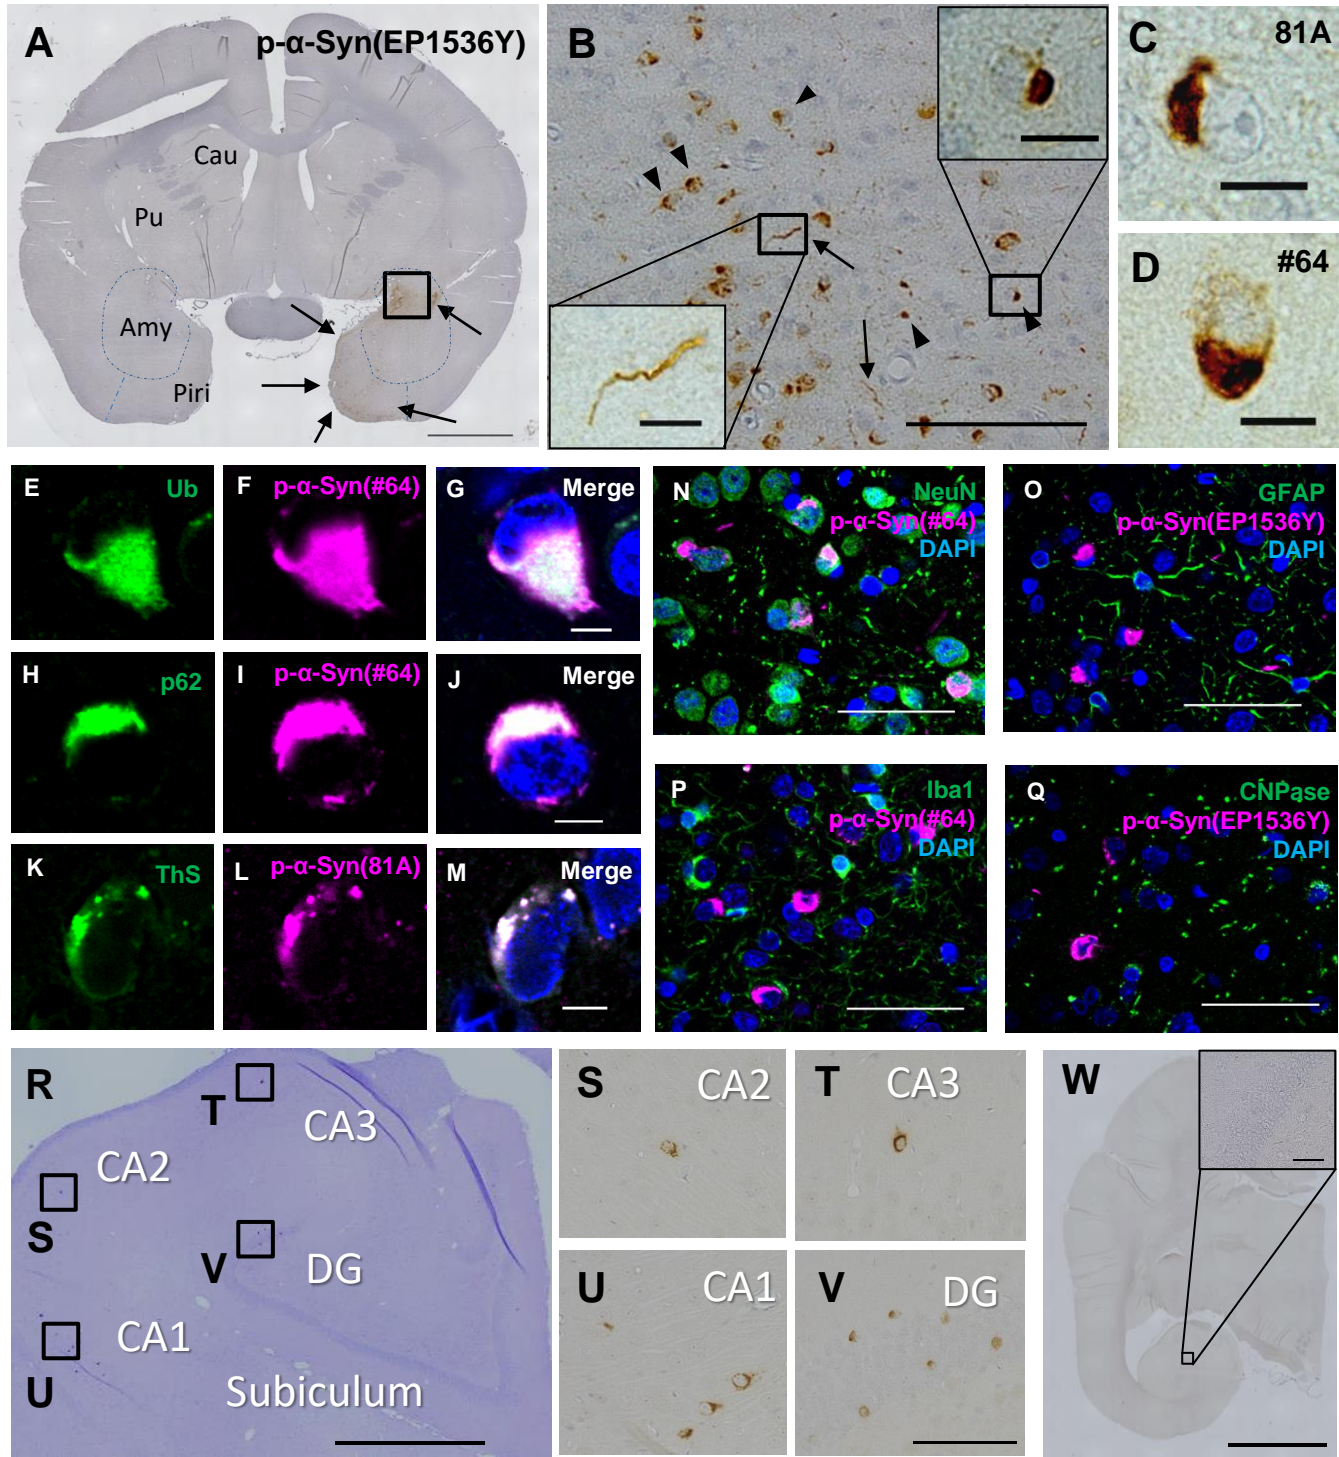 A
p-α-Syn(EP1536Y)
Cau
Pu
Amy
Piri
B
C
81A
D
#64
E
Ub
F
p-α-Syn(#64)
G
Merge
H
p62
I
p-α-Syn(#64)
J
Merge
K
ThS
L
p-α-Syn(81A)
M
Merge
N
NeuN
p-α-Syn(#64)
DAPI
O
GFAP
p-α-Syn(EP1536Y)
DAPI
P
Iba1
p-α-Syn(#64)
DAPI
Q
CNPase
p-α-Syn(EP1536Y)
DAPI
R
T
CA3
CA2
S
V
DG
CA1
U
Subiculum
S
CA2
T
CA3
U
CA1
V
DG
W